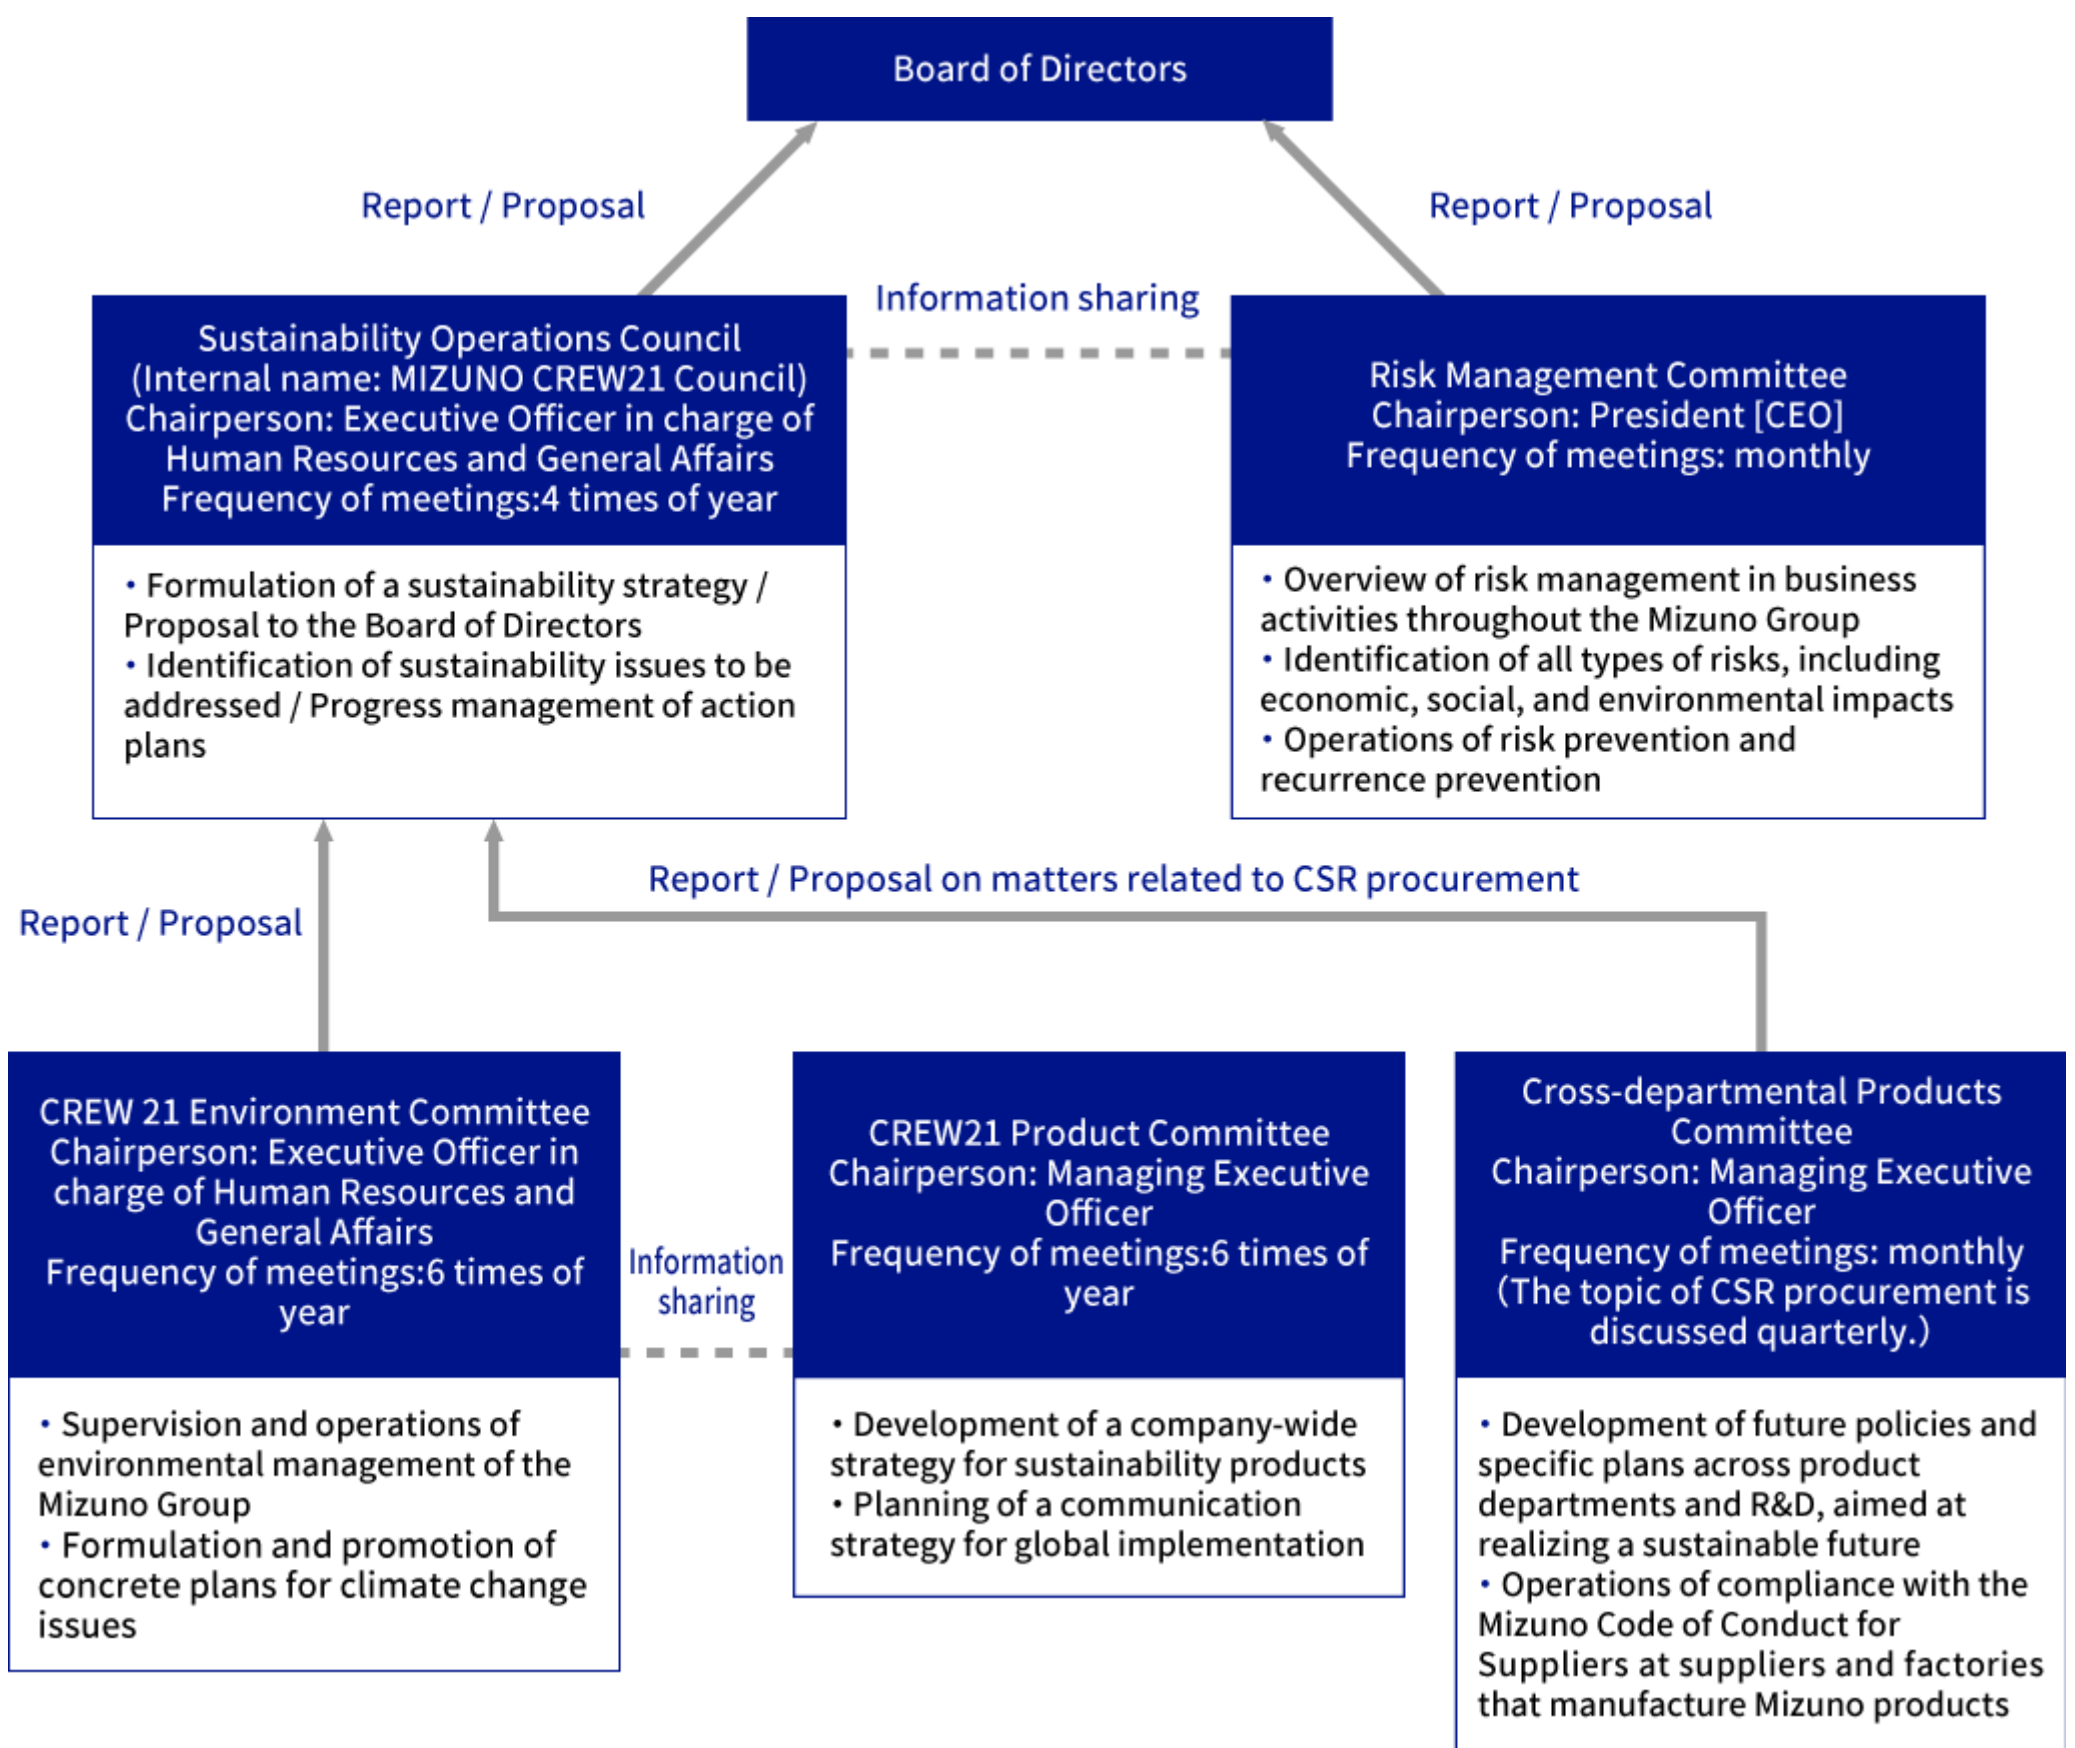 Board of Directors
Report / Proposal
Report / Proposal
Information sharing
Sustainability Operations Council
(Internal name: MIZUNO CREW21 Council)
Chairperson: Executive Officer in charge of
Human Resources and General Affairs
Frequency of meetings:4 times of year
Risk Management Committee
Chairperson: President [CEO]
Frequency of meetings: monthly
・Formulation of a sustainability strategy /
Proposal to the Board of Directors
・Identification of sustainability issues to be
addressed / Progress management of action
plans
・Overview of risk management in business
activities throughout the Mizuno Group
・Identification of all types of risks, including
economic, social, and environmental impacts
・Operations of risk prevention and
recurrence prevention
Report / Proposal on matters related to CSR procurement
Report / Proposal
CREW 21 Environment Committee
Chairperson: Executive Officer in
charge of Human Resources and
General Affairs
Frequency of meetings:6 times of
year
Information
sharing
CREW21 Product Committee
Chairperson: Managing Executive
Officer
Frequency of meetings:6 times of
year
Cross-departmental Products
Committee
Chairperson: Managing Executive
Officer
Frequency of meetings: monthly
（The topic of CSR procurement is
discussed quarterly.）
・Supervision and operations of
environmental management of the
Mizuno Group
・Formulation and promotion of
concrete plans for climate change
issues
・Development of a company-wide
strategy for sustainability products
・Planning of a communication
strategy for global implementation
・Development of future policies and
specific plans across product
departments and R&D, aimed at
realizing a sustainable future
・Operations of compliance with the
Mizuno Code of Conduct for
Suppliers at suppliers and factories
that manufacture Mizuno products